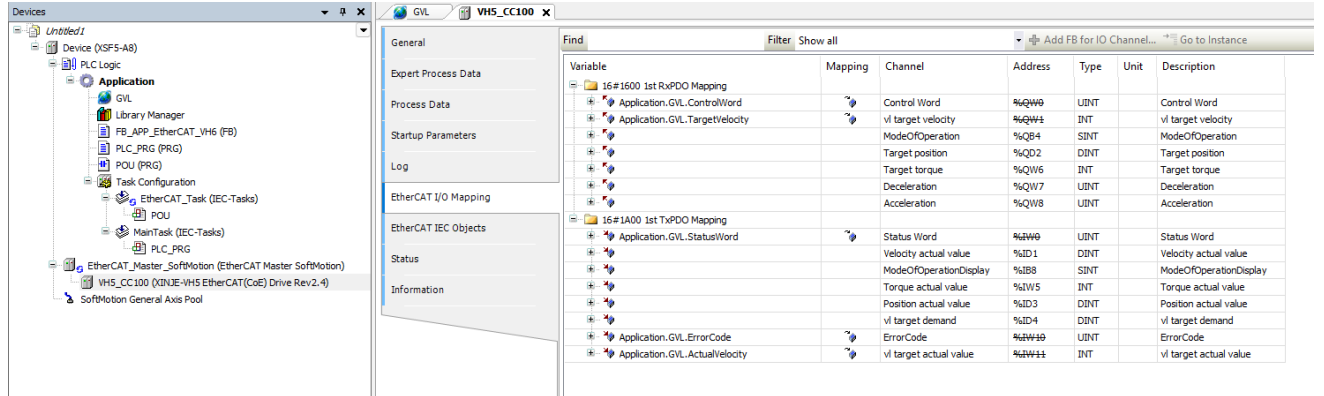 Devices
GVL VH5_CC100
Untitled1
Device (XSF5-A8)
PLC Logic
Application
GVL
Library Manager
FB_APP_EtherCAT_VH6 (FB)
PLC_PRG (PRG)
POU (PRG)
Task Configuration
EtherCAT_Task (IEC-Tasks)
POU
MainTask (IEC-Tasks)
PLC_PRG
EtherCAT_Master_SoftMotion (EtherCAT Master SoftMotion)
VH5_CC100 (XINJE-VH5 EtherCAT(CoE) Drive Rev2.4)
SoftMotion General Axis Pool
General
Expert Process Data
Process Data
Startup Parameters
Log
EtherCAT I/O Mapping
EtherCAT IEC Objects
Status
Information
Find Filter Show all Add FB for IO Channel... Go to Instance
Variable Mapping Channel Address Type Unit Description
16#1600 1st RxPDO Mapping
Application.GVL.ControlWord Control Word %QW0 UINT Control Word
Application.GVL.TargetVelocity vl target velocity %QW1 INT vl target velocity
ModeOfOperation %QB4 SINT ModeOfOperation
Target position %QD2 DINT Target position
Target torque %QW6 INT Target torque
Deceleration %QW7 UINT Deceleration
Acceleration %QW8 UINT Acceleration
16#1A00 1st TxPDO Mapping
Application.GVL.StatusWord Status Word %IW0 UINT Status Word
Velocity actual value %ID1 DINT Velocity actual value
ModeOfOperationDisplay %IB8 SINT ModeOfOperationDisplay
Torque actual value %IW5 INT Torque actual value
Position actual value %ID3 DINT Position actual value
vl target demand %ID4 DINT vl target demand
Application.GVL.ErrorCode ErrorCode %IW10 UINT ErrorCode
Application.GVL.ActualVelocity vl target actual value %IW11 INT vl target actual value